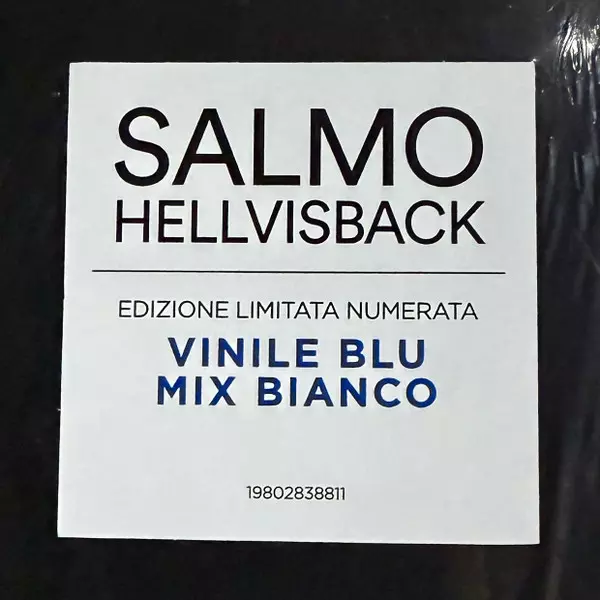 SALMO
HELLVISBACK
EDIZIONE LIMITATA NUMERATA
VINILE BLU
MIX BIANCO
19802838811